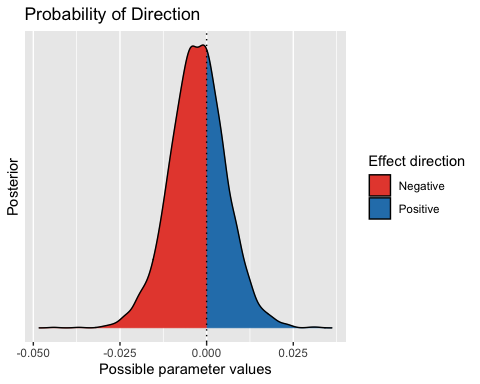 Probability of Direction
Posterior
-0.050 -0.025 0.000 0.025
Possible parameter values
Effect direction
Negative
Positive